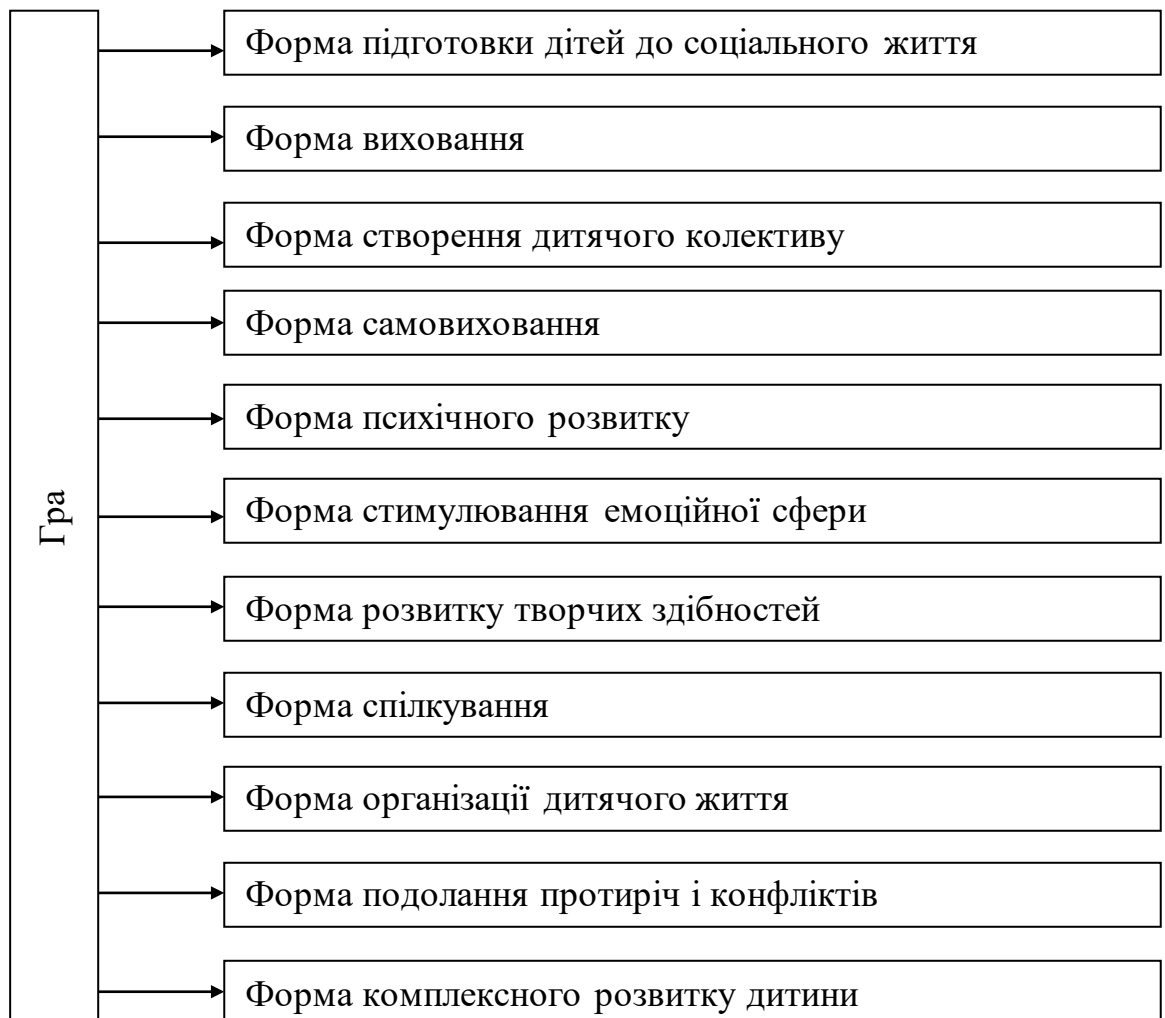 Гра
Форма підготовки дітей до соціального життя
Форма виховання
Форма створення дитячого колективу
Форма самовиховання
Форма психічного розвитку
Форма стимулювання емоційної сфери
Форма розвитку творчих здібностей
Форма спілкування
Форма організації дитячого життя
Форма подолання протиріч і конфліктів
Форма комплексного розвитку дитини